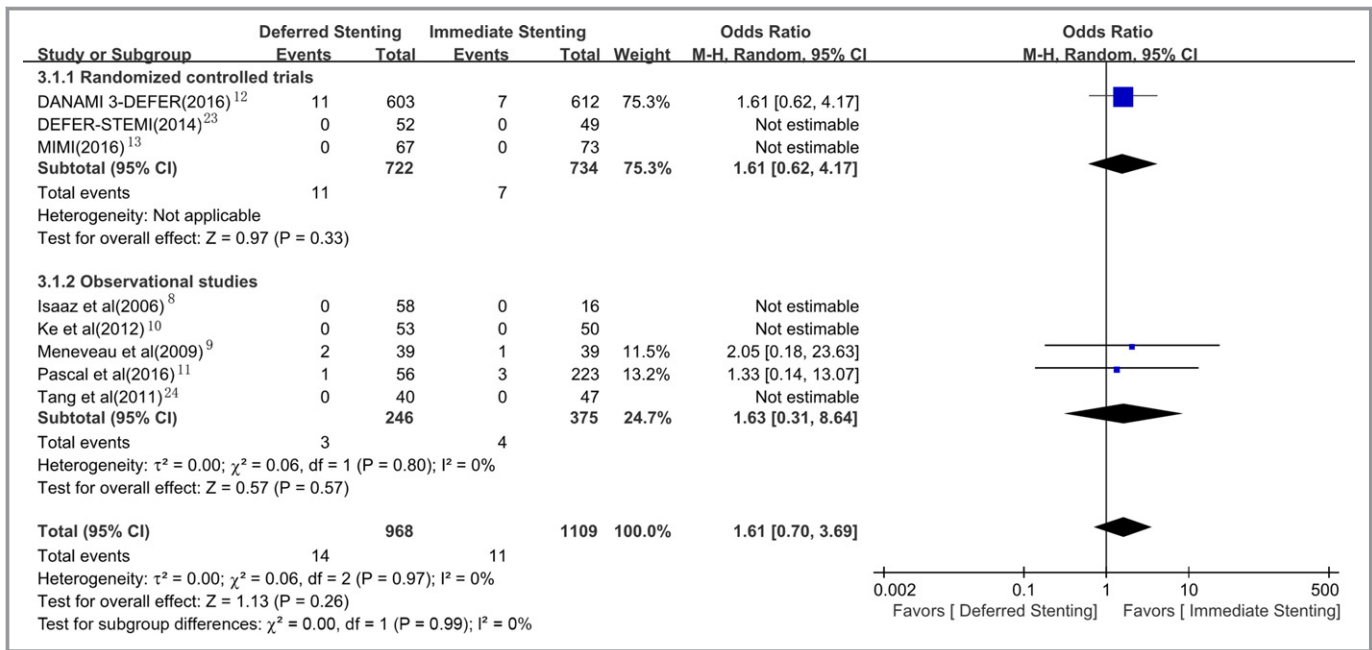 Deferred Stenting Immediate Stenting Odds Ratio Odds Ratio
Study or Subgroup Events Total Events Total Weight M-H, Random, 95% CI M-H, Random, 95% CI
3.1.1 Randomized controlled trials
DANAMI 3-DEFER(2016) 12 11 603 7 612 75.3% 1.61 [0.62, 4.17]
DEFER-STEMI(2014) 23 0 52 0 49 Not estimable
MIMI(2016) 13 0 67 0 73 Not estimable
Subtotal (95% CI) 722 734 75.3% 1.61 [0.62, 4.17]
Total events 11 7
Heterogeneity: Not applicable
Test for overall effect: Z = 0.97 (P = 0.33)
3.1.2 Observational studies
Isaaz et al(2006) 8 0 58 0 16 Not estimable
Ke et al(2012) 10 0 53 0 50 Not estimable
Meneveau et al(2009) 9 2 39 1 39 11.5% 2.05 [0.18, 23.63]
Pascal et al(2016) 11 1 56 3 223 13.2% 1.33 [0.14, 13.07]
Tang et al(2011) 24 0 40 0 47 Not estimable
Subtotal (95% CI) 246 375 24.7% 1.63 [0.31, 8.64]
Total events 3 4
Heterogeneity: τ² = 0.00; χ² = 0.06, df = 1 (P = 0.80); I² = 0%
Test for overall effect: Z = 0.57 (P = 0.57)
Total (95% CI) 968 1109 100.0% 1.61 [0.70, 3.69]
Total events 14 11
Heterogeneity: τ² = 0.00; χ² = 0.06, df = 2 (P = 0.97); I² = 0%
Test for overall effect: Z = 1.13 (P = 0.26)
Test for subgroup differences: χ² = 0.00, df = 1 (P = 0.99); I² = 0%
0.002 0.1 1 10 500
Favors [ Deferred Stenting] Favors [ Immediate Stenting]